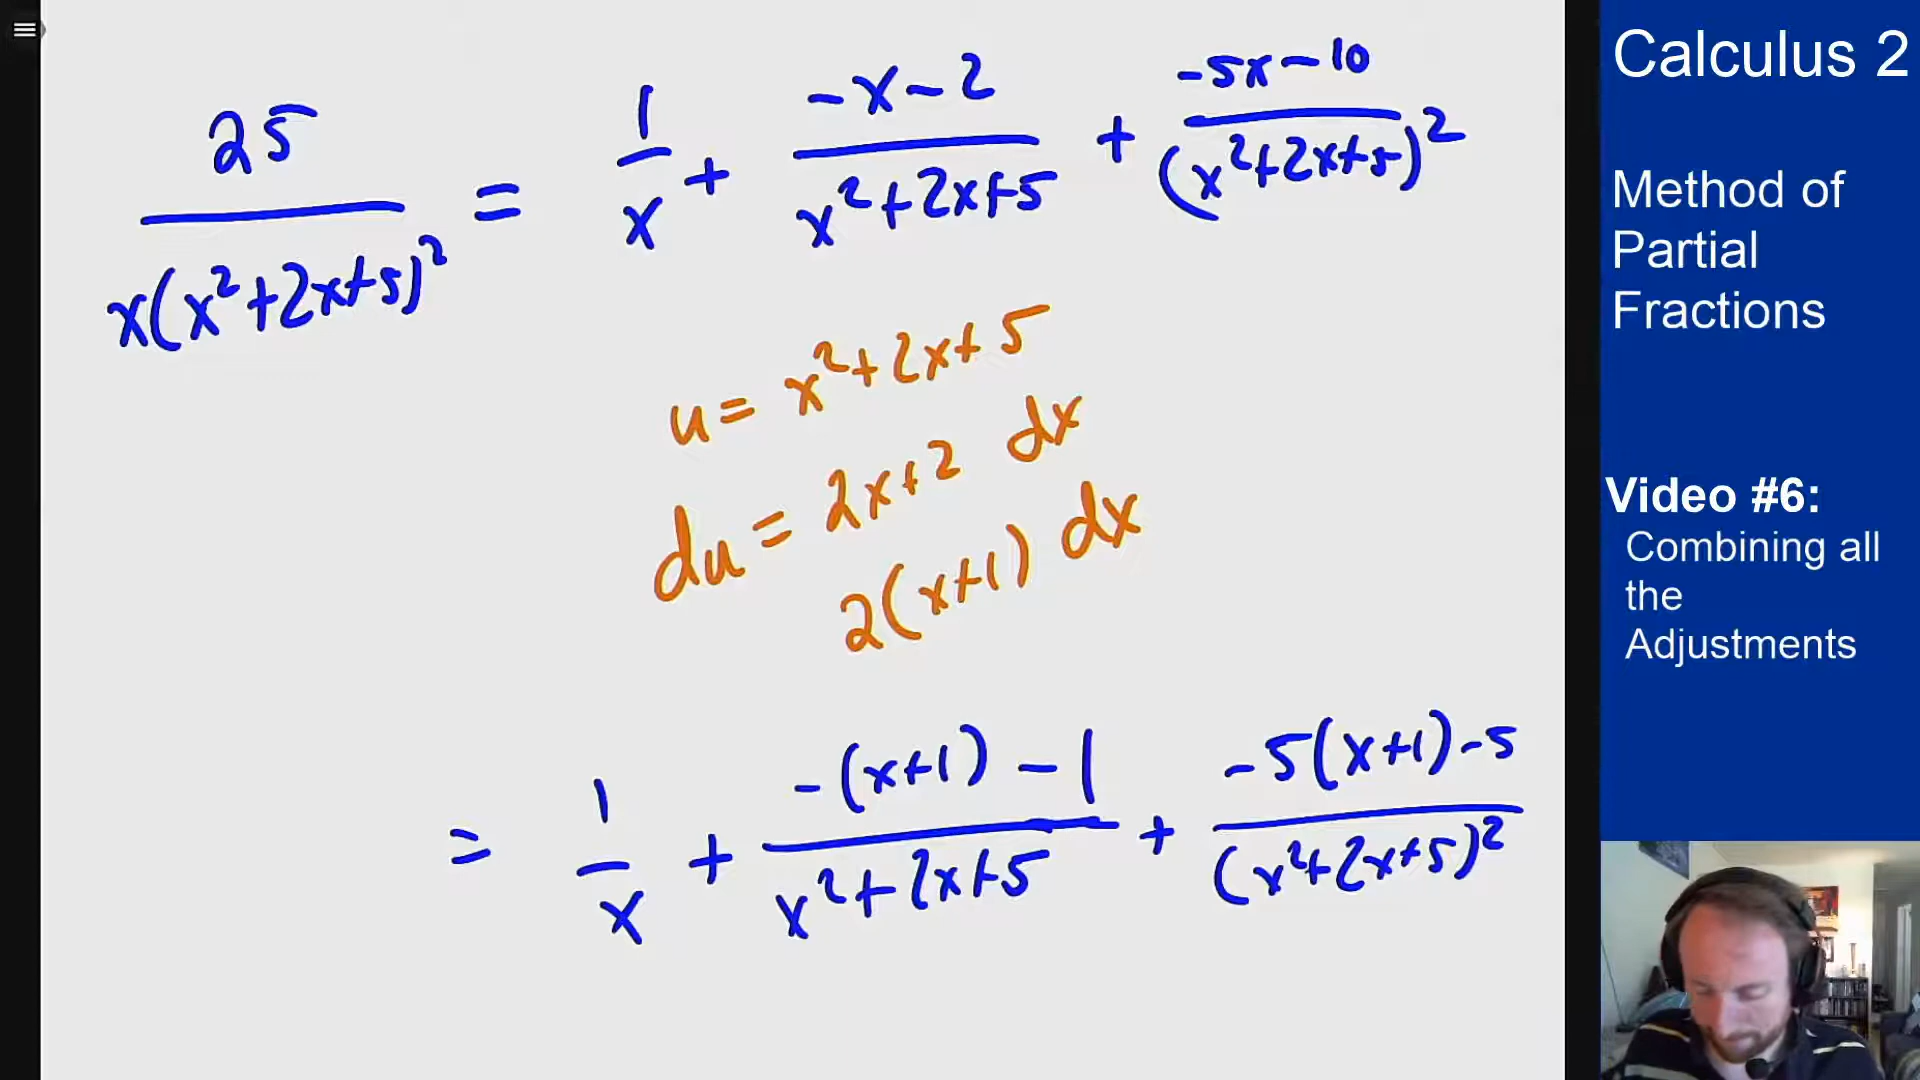 25/(x(x²+2x+5)²) = 1/x + (-x-2)/(x²+2x+5) + (-5x-10)/(x²+2x+5)²
u = x²+2x+5
du = 2x+2 dx
2(x+1) dx
= 1/x + (-(x+1)-1)/(x²+2x+5) + (-5(x+1)-5)/(x²+2x+5)²
Calculus 2
Method of
Partial
Fractions
Video #6:
Combining all
the
Adjustments